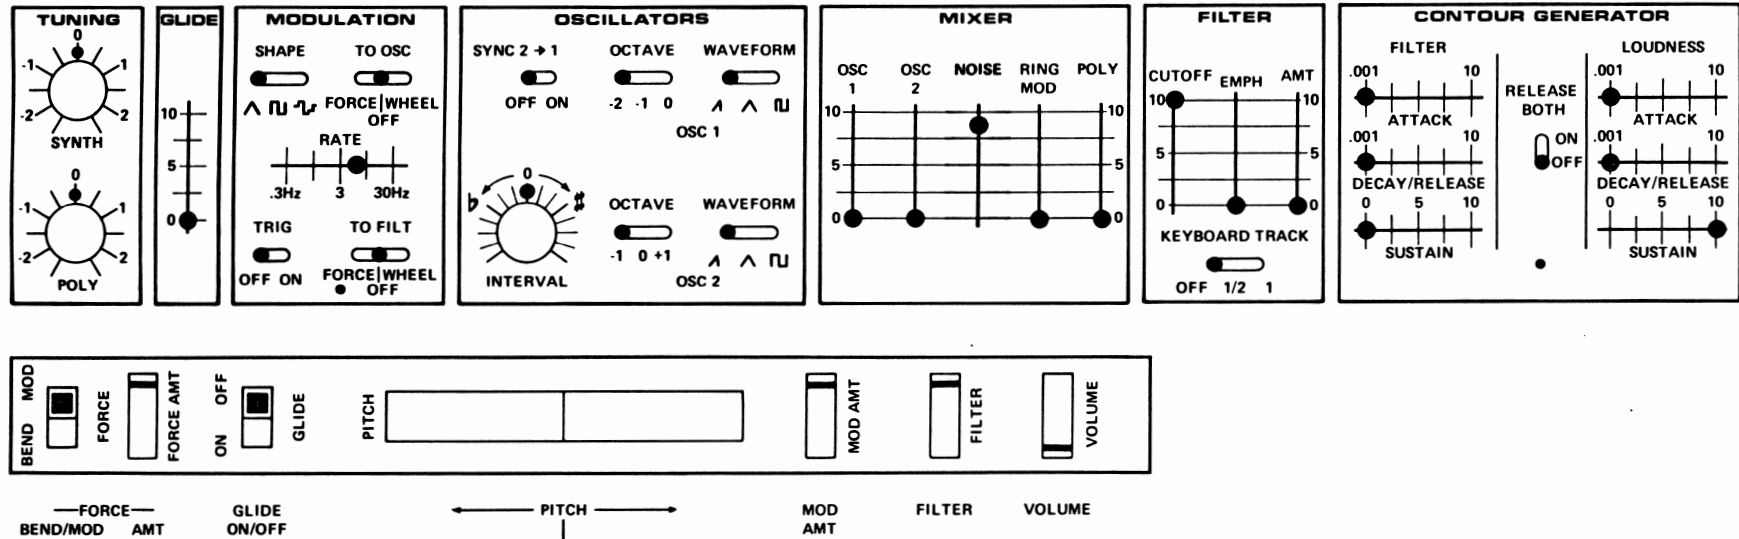 TUNING
0
-1 1
-2 2
SYNTH
0
-1 1
-2 2
POLY
GLIDE
10
5
0
MODULATION
SHAPE TO OSC
FORCE|WHEEL
OFF
RATE
.3Hz 3 30Hz
TRIG TO FILT
OFF ON FORCE|WHEEL
OFF
OSCILLATORS
SYNC 2 → 1 OCTAVE WAVEFORM
OFF ON -2 -1 0
OSC 1
♭ 0 ♯
OCTAVE WAVEFORM
-1 0 +1
INTERVAL OSC 2
MIXER
OSC 1 OSC 2 NOISE RING MOD POLY
10 10
5 5
0 0
FILTER
CUTOFF EMPH AMT
10 10
5 5
0 0
KEYBOARD TRACK
OFF 1/2 1
CONTOUR GENERATOR
FILTER
.001 10
ATTACK
.001 10
DECAY/RELEASE
0 5 10
SUSTAIN
RELEASE
BOTH
ON
OFF
LOUDNESS
.001 10
ATTACK
.001 10
DECAY/RELEASE
0 5 10
SUSTAIN
BEND MOD
FORCE
FORCE AMT
ON OFF
GLIDE
PITCH
MOD AMT
FILTER
VOLUME
FORCE
BEND/MOD AMT
GLIDE
ON/OFF
← PITCH →
MOD
AMT
FILTER
VOLUME